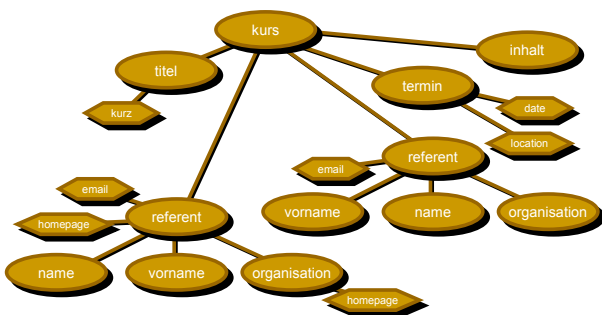 kurs
inhalt
titel
termin
kurz
date
location
referent
email
email
vorname
name
organisation
homepage
referent
name
vorname
organisation
homepage